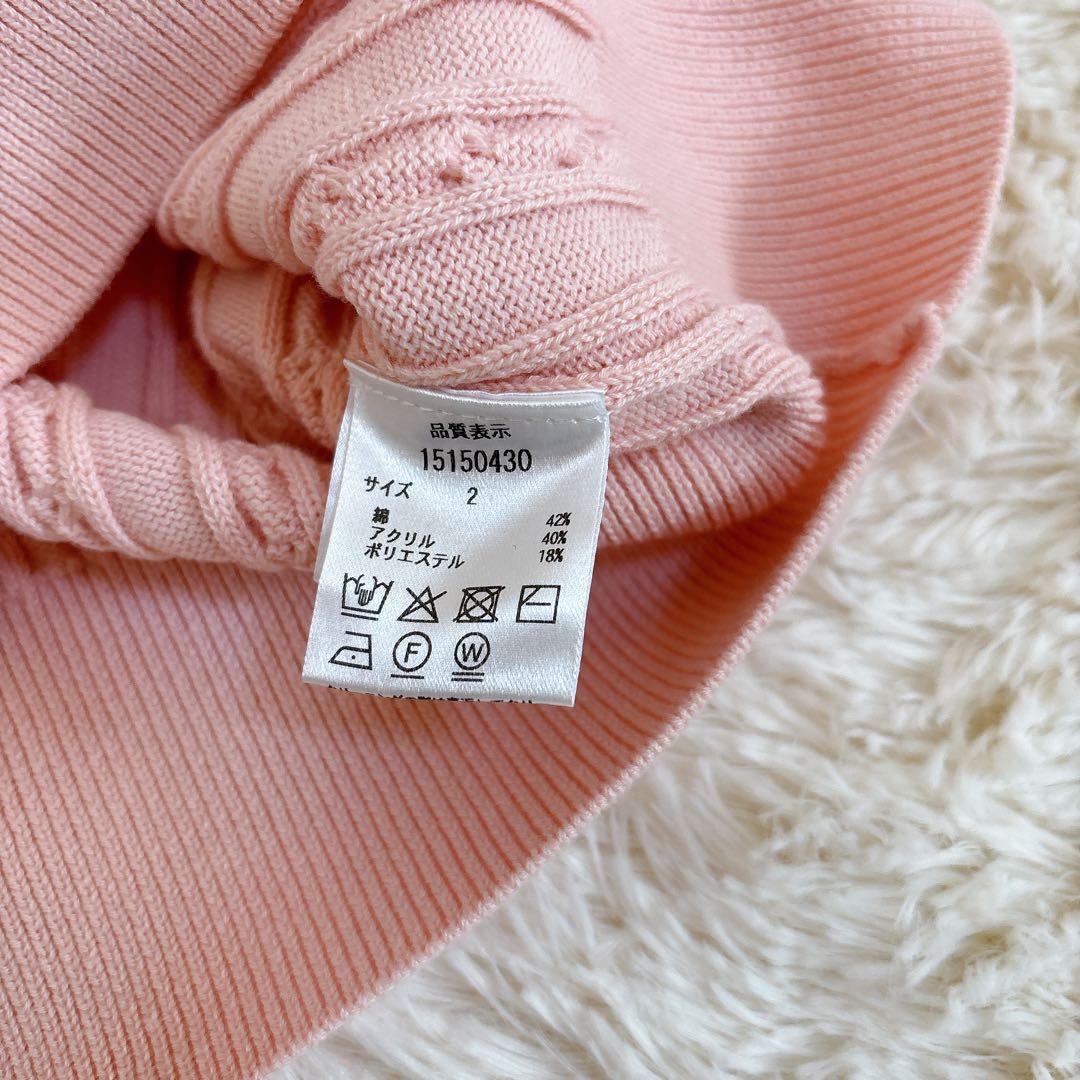 品質表示
15150430
サイズ 2
綿 42%
アクリル 40%
ポリエステル 18%
F W